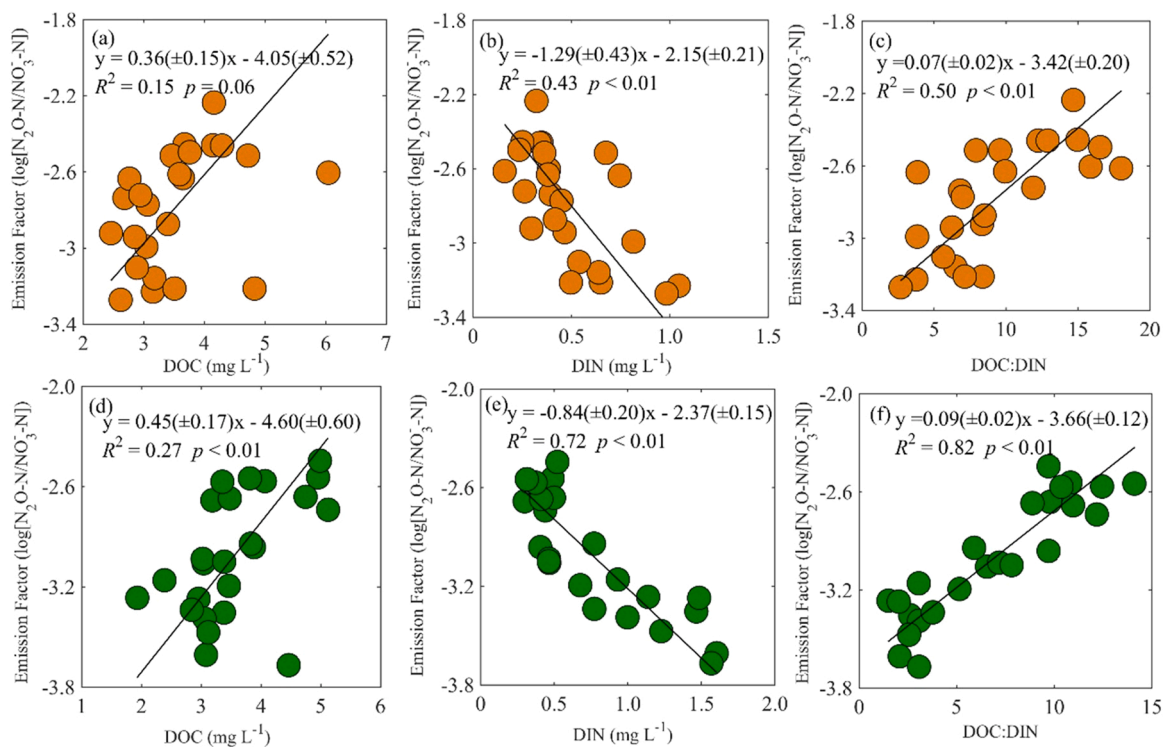 (a)
y = 0.36(±0.15)x - 4.05(±0.52)
R² = 0.15 p = 0.06
Emission Factor (log[N₂O-N/NO₃⁻-N])
-1.8
-2.2
-2.6
-3
-3.4
2 3 4 5 6 7
DOC (mg L⁻¹)
(b)
y = -1.29(±0.43)x - 2.15(±0.21)
R² = 0.43 p < 0.01
Emission Factor (log[N₂O-N/NO₃⁻-N])
-1.8
-2.2
-2.6
-3
-3.4
0.0 0.5 1.0 1.5
DIN (mg L⁻¹)
(c)
y =0.07(±0.02)x - 3.42(±0.20)
R² = 0.50 p < 0.01
Emission Factor (log[N₂O-N/NO₃⁻-N])
-1.8
-2.2
-2.6
-3
-3.4
0 5 10 15 20
DOC:DIN
(d)
y = 0.45(±0.17)x - 4.60(±0.60)
R² = 0.27 p < 0.01
Emission Factor (log[N₂O-N/NO₃⁻-N])
-2.0
-2.6
-3.2
-3.8
1 2 3 4 5 6
DOC (mg L⁻¹)
(e)
y = -0.84(±0.20)x - 2.37(±0.15)
R² = 0.72 p < 0.01
Emission Factor (log[N₂O-N/NO₃⁻-N])
-2.0
-2.6
-3.2
-3.8
0.0 0.5 1.0 1.5 2.0
DIN (mg L⁻¹)
(f)
y =0.09(±0.02)x - 3.66(±0.12)
R² = 0.82 p < 0.01
Emission Factor (log[N₂O-N/NO₃⁻-N])
-2.0
-2.6
-3.2
-3.8
0 5 10 15
DOC:DIN